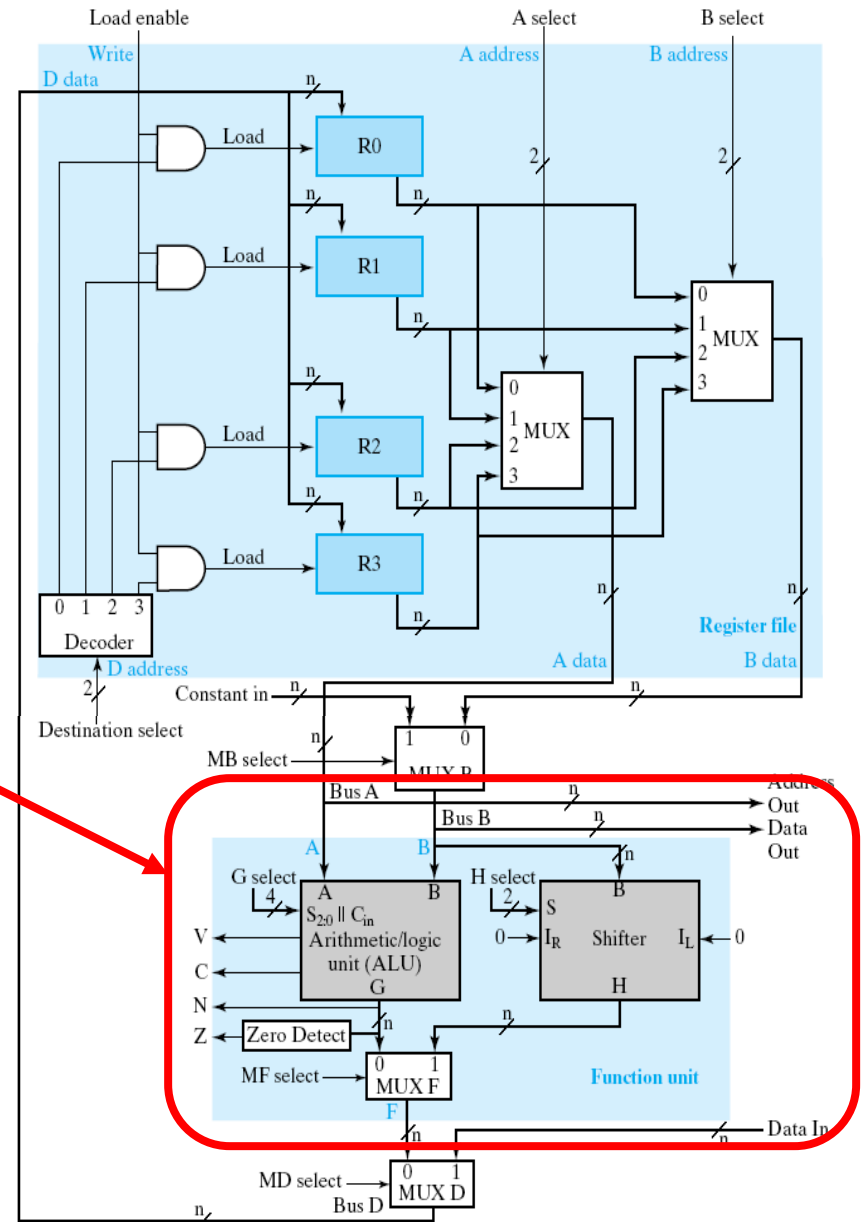 Load enable
A select
B select
Write
A address
B address
D data
n
Load
R0
2
2
n
n
Load
R1
0
n
1
MUX
2
n
0
3
1
MUX
Load
R2
2
3
n
n
Load
R3
n
n
n
0 1 2 3
Decoder
Register file
D address
A data
B data
2
Constant in
n
n
Destination select
n
1 0
MB select
MUX B
Address
Bus A
n
Out
Bus B
n
Data
Out
A
B
n
G select
H select
4
A
B
2
B
S2:0 || Cin
S
V
Arithmetic/logic
0
IR
Shifter
IL
0
unit (ALU)
C
G
H
N
n
n
Z
Zero Detect
0 1
MF select
MUX F
Function unit
F
n
Data In
n
0 1
MD select
MUX D
Bus D
n